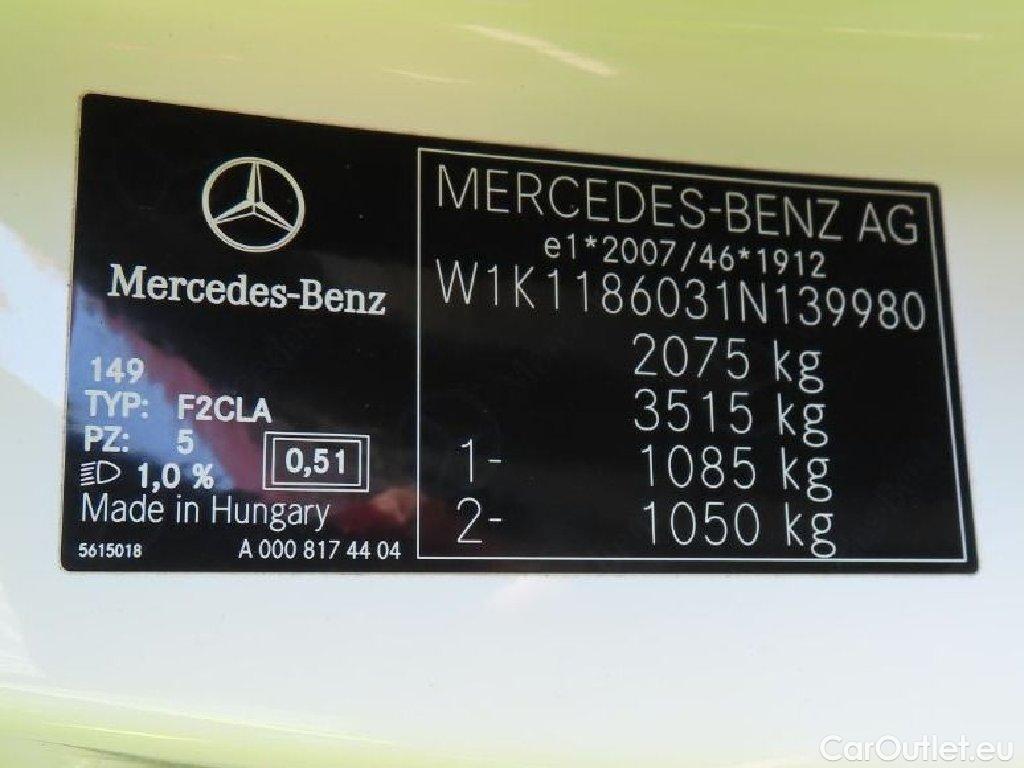 Mercedes-Benz
149
TYP: F2CLA
PZ: 5
1,0 %
0,51
Made in Hungary
5615018 A 000 817 44 04
MERCEDES-BENZ AG
e1*2007/46*1912
W1K1186031N139980
2075 kg
3515 kg
1- 1085 kg
2- 1050 kg
CarOutlet.eu